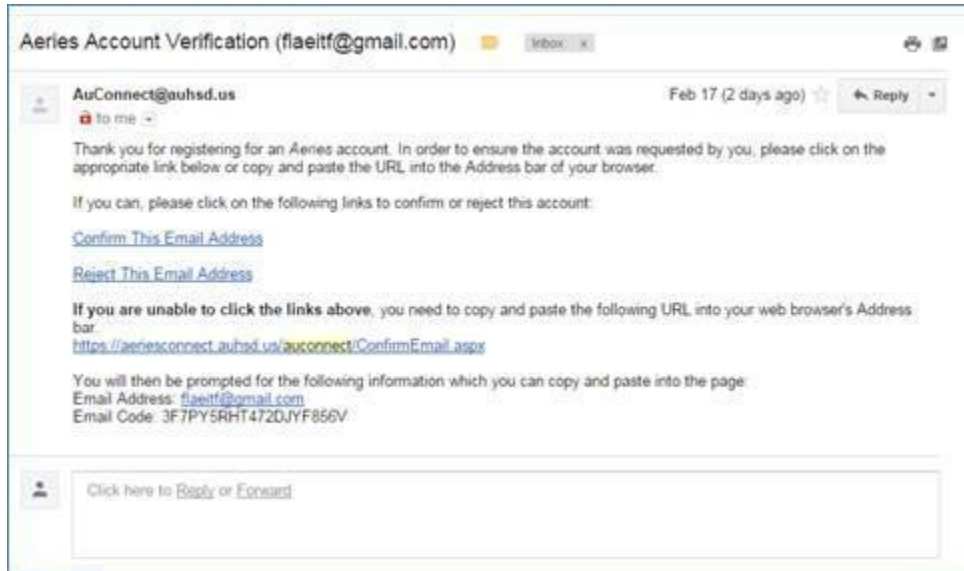 Aeries Account Verification (flaeitf@gmail.com) Inbox x
AuConnect@auhsd.us Feb 17 (2 days ago) Reply
to me
Thank you for registering for an Aeries account. In order to ensure the account was requested by you, please click on the
appropriate link below or copy and paste the URL into the Address bar of your browser.
If you can, please click on the following links to confirm or reject this account:
Confirm This Email Address
Reject This Email Address
If you are unable to click the links above, you need to copy and paste the following URL into your web browser's Address
bar.
https://aeriesconnect.auhsd.us/auconnect/ConfirmEmail.aspx
You will then be prompted for the following information which you can copy and paste into the page:
Email Address: flaeitf@gmail.com
Email Code: 3F7PY5RHT472DJYF856V
Click here to Reply or Forward